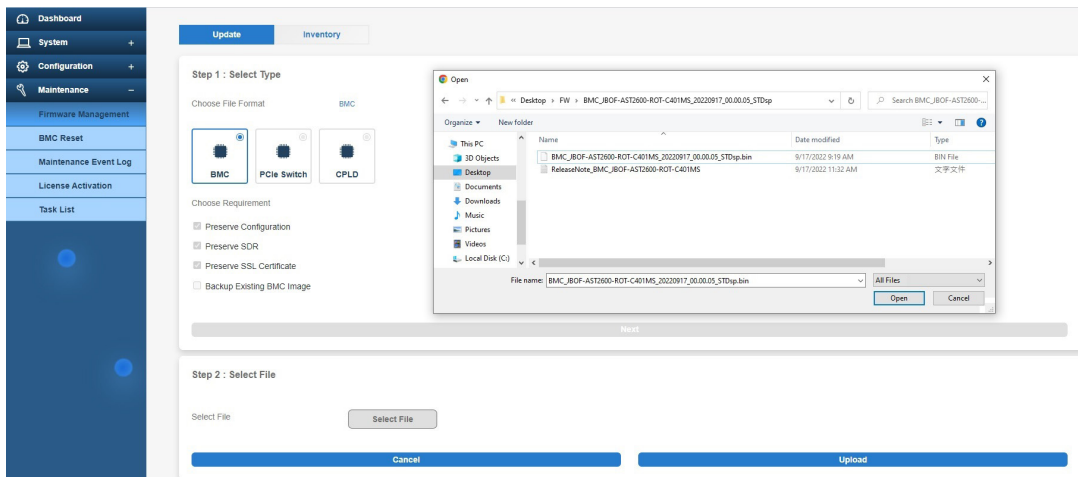 Dashboard
System +
Configuration +
Maintenance –
Firmware Management
BMC Reset
Maintenance Event Log
License Activation
Task List
Update Inventory
Step 1 : Select Type
Choose File Format BMC
BMC PCIe Switch CPLD
Choose Requirement
Preserve Configuration
Preserve SDR
Preserve SSL Certificate
Backup Existing BMC Image
Next
Open
« Desktop › FW › BMC_JBOF-AST2600-ROT-C401MS_20220917_00.00.05_STDsp
Search BMC_JBOF-AST2600-...
Organize New folder
Name Date modified Type
This PC
3D Objects
Desktop
Documents
Downloads
Music
Pictures
Videos
Local Disk (C:)
BMC_JBOF-AST2600-ROT-C401MS_20220917_00.00.05_STDsp.bin 9/17/2022 9:19 AM BIN File
ReleaseNote_BMC_JBOF-AST2600-ROT-C401MS 9/17/2022 11:32 AM 文字文件
File name: BMC_JBOF-AST2600-ROT-C401MS_20220917_00.00.05_STDsp.bin All Files
Open Cancel
Step 2 : Select File
Select File Select File
Cancel Upload